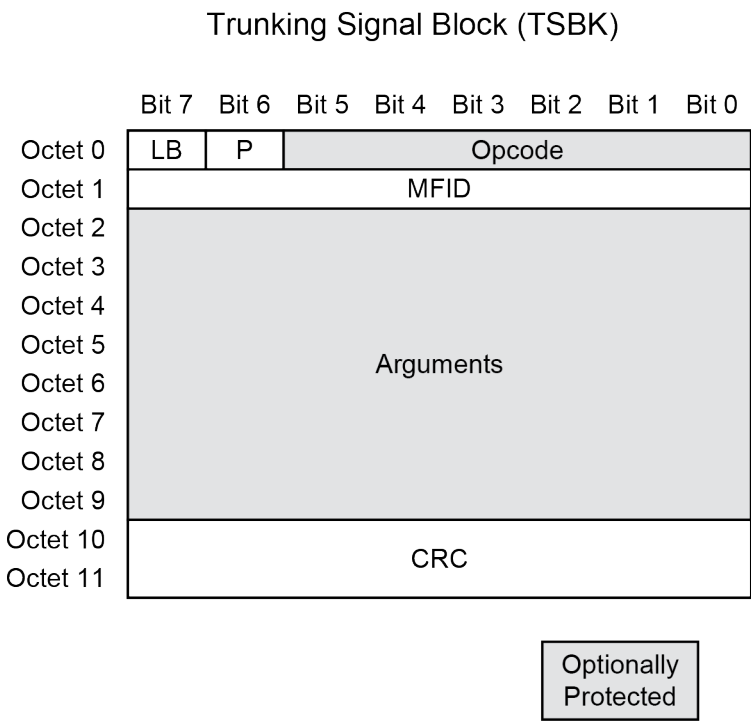 Trunking Signal Block (TSBK)
Bit 7 Bit 6 Bit 5 Bit 4 Bit 3 Bit 2 Bit 1 Bit 0
Octet 0 LB P Opcode
Octet 1 MFID
Octet 2
Octet 3
Octet 4
Octet 5
Arguments
Octet 6
Octet 7
Octet 8
Octet 9
Octet 10
CRC
Octet 11
Optionally
Protected